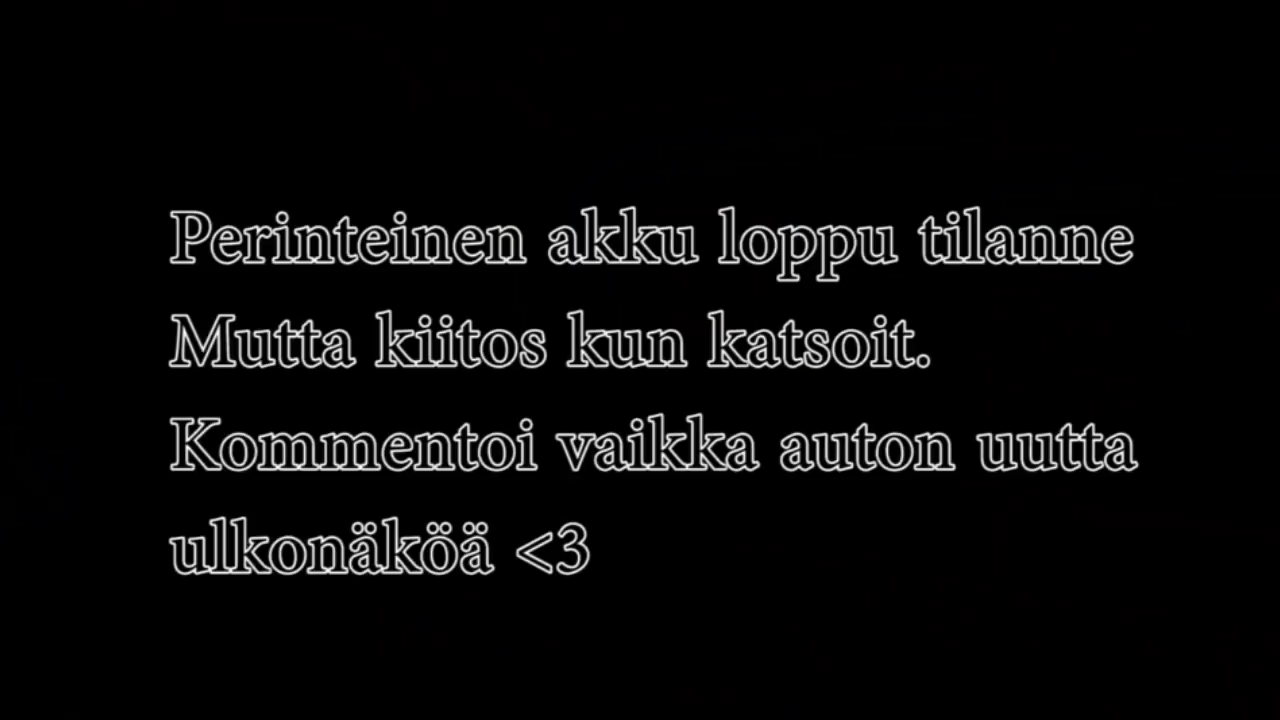 Perinteinen akku loppu tilanne
Mutta kiitos kun katsoit.
Kommentoi vaikka auton uutta
ulkonäköä <3